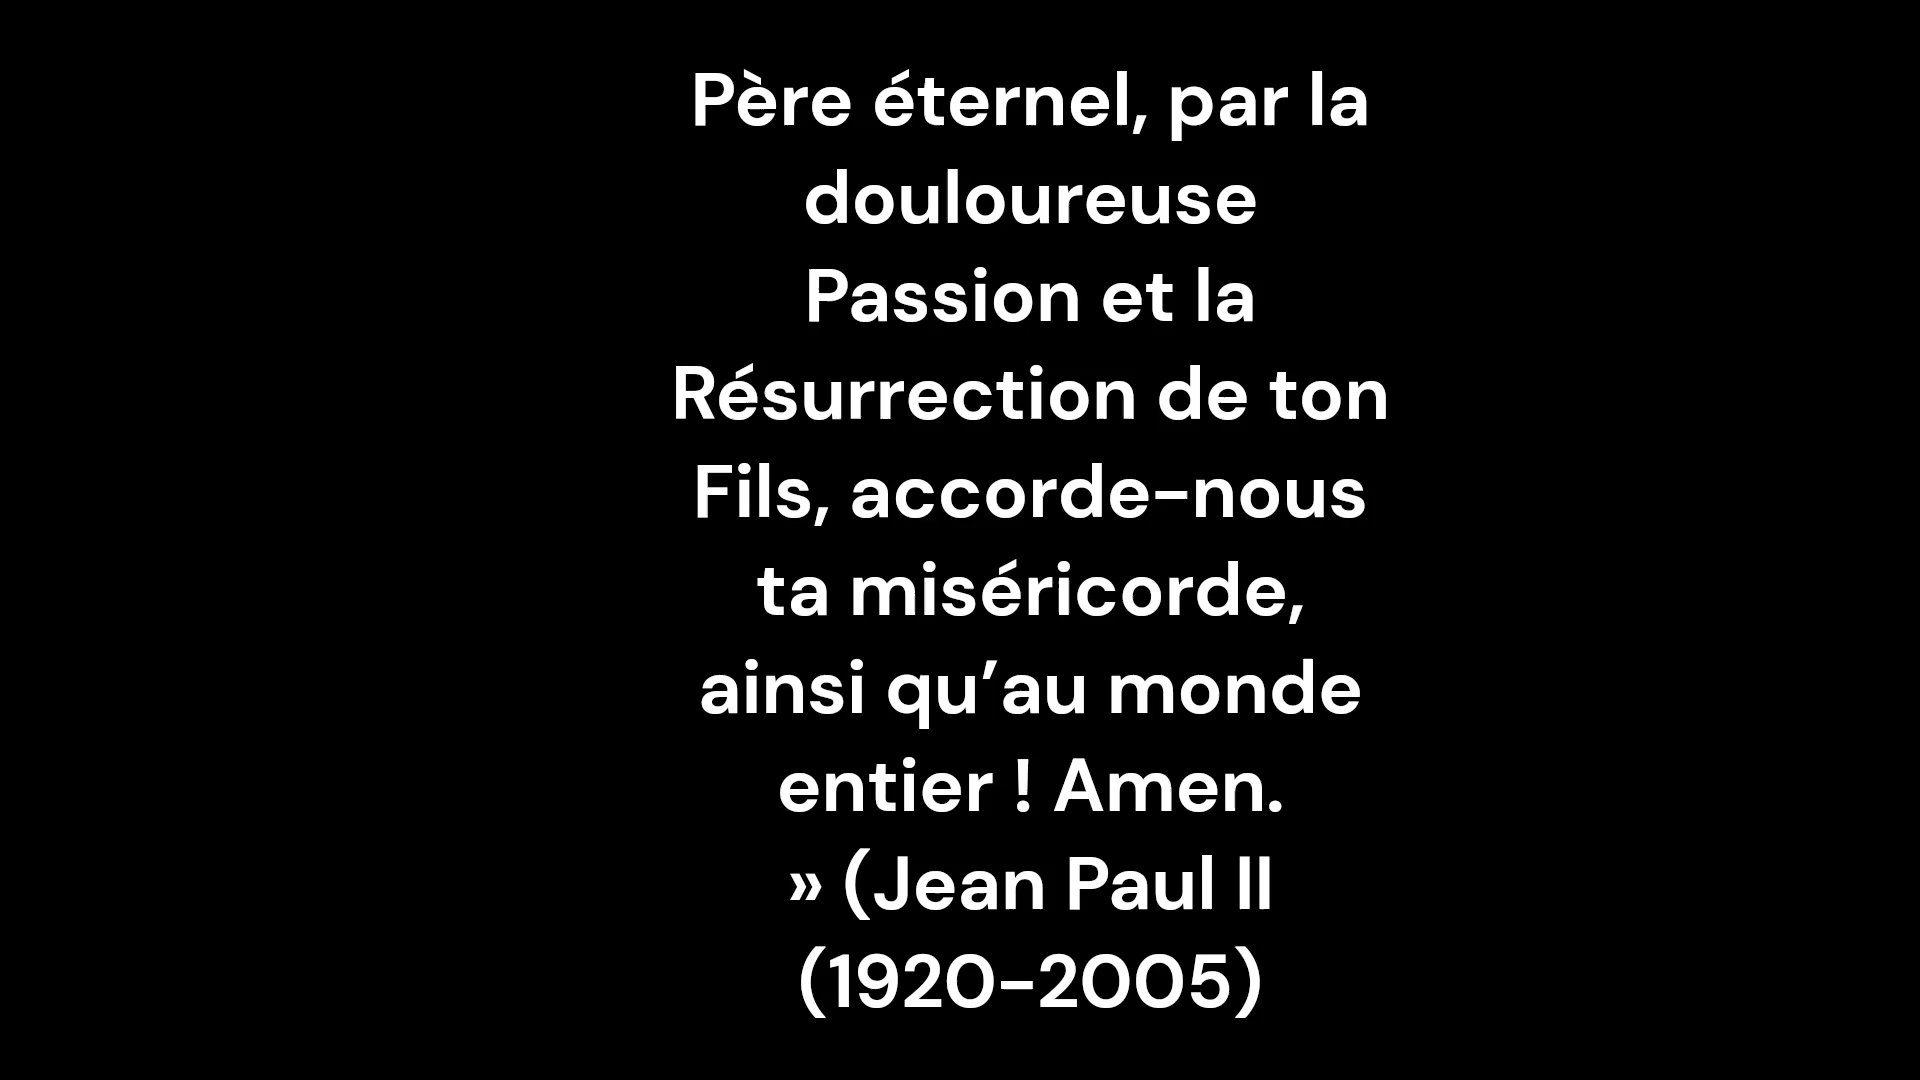 Père éternel, par la
douloureuse
Passion et la
Résurrection de ton
Fils, accorde-nous
ta miséricorde,
ainsi qu’au monde
entier ! Amen.
» (Jean Paul II
(1920-2005)